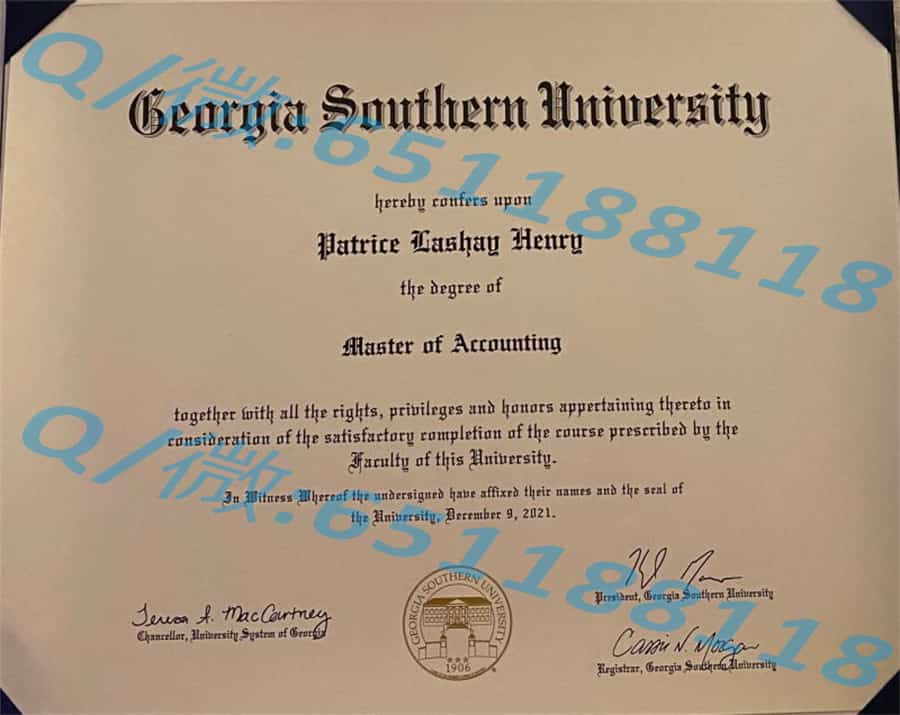 Georgia Southern University
hereby confers upon
Patrice Lashay Henry
the degree of
Master of Accounting
together with all the rights, privileges and honors appertaining thereto in
consideration of the satisfactory completion of the course prescribed by the
Faculty of this University.
In Witness Whereof the undersigned have affixed their names and the seal of
the University, December 9, 2021.
Teresa A. MacCartney
Chancellor, University System of Georgia
GEORGIA SOUTHERN UNIVERSITY
1906
President, Georgia Southern University
Cassie N. Morgan
Registrar, Georgia Southern University
Q/微:65118118
Q/微:65118118